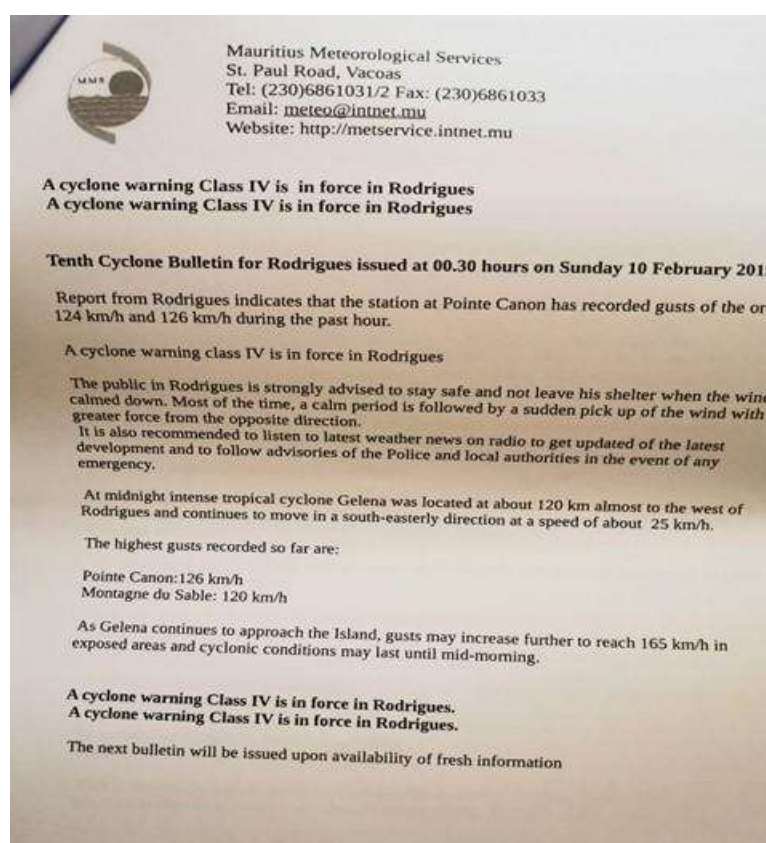 MMS
Mauritius Meteorological Services
St. Paul Road, Vacoas
Tel: (230)6861031/2 Fax: (230)6861033
Email: meteo@intnet.mu
Website: http://metservice.intnet.mu
A cyclone warning Class IV is in force in Rodrigues
A cyclone warning Class IV is in force in Rodrigues
Tenth Cyclone Bulletin for Rodrigues issued at 00.30 hours on Sunday 10 February 201
Report from Rodrigues indicates that the station at Pointe Canon has recorded gusts of the or
124 km/h and 126 km/h during the past hour.
A cyclone warning class IV is in force in Rodrigues
The public in Rodrigues is strongly advised to stay safe and not leave his shelter when the wind
calmed down. Most of the time, a calm period is followed by a sudden pick up of the wind with
greater force from the opposite direction.
It is also recommended to listen to latest weather news on radio to get updated of the latest
development and to follow advisories of the Police and local authorities in the event of any
emergency.
At midnight intense tropical cyclone Gelena was located at about 120 km almost to the west of
Rodrigues and continues to move in a south-easterly direction at a speed of about 25 km/h.
The highest gusts recorded so far are:
Pointe Canon:126 km/h
Montagne du Sable: 120 km/h
As Gelena continues to approach the Island, gusts may increase further to reach 165 km/h in
exposed areas and cyclonic conditions may last until mid-morning.
A cyclone warning Class IV is in force in Rodrigues.
A cyclone warning Class IV is in force in Rodrigues.
The next bulletin will be issued upon availability of fresh information